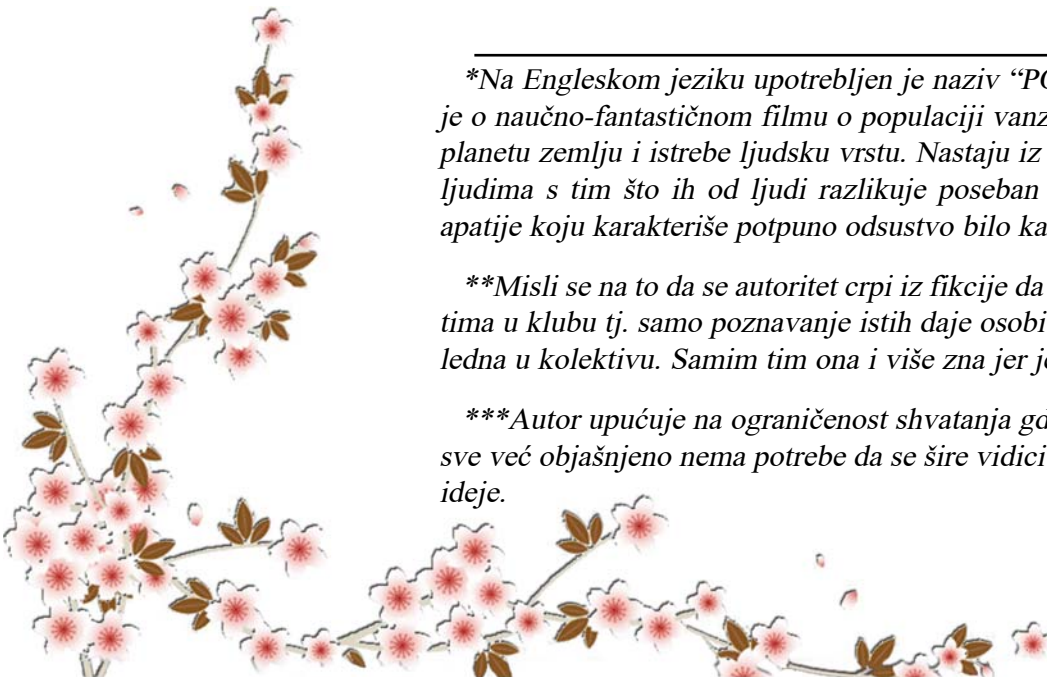 *Na Engleskom jeziku upotrebljen je naziv “PO
je o naučno-fantastičnom filmu o populaciji vanz
planetu zemlju i istrebe ljudsku vrstu. Nastaju iz
ljudima s tim što ih od ljudi razlikuje poseban
apatije koju karakteriše potpuno odsustvo bilo ka
**Misli se na to da se autoritet crpi iz fikcije da
tima u klubu tj. samo poznavanje istih daje osobi
ledna u kolektivu. Samim tim ona i više zna jer je
***Autor upućuje na ograničenost shvatanja gd
sve već objašnjeno nema potrebe da se šire vidici
ideje.